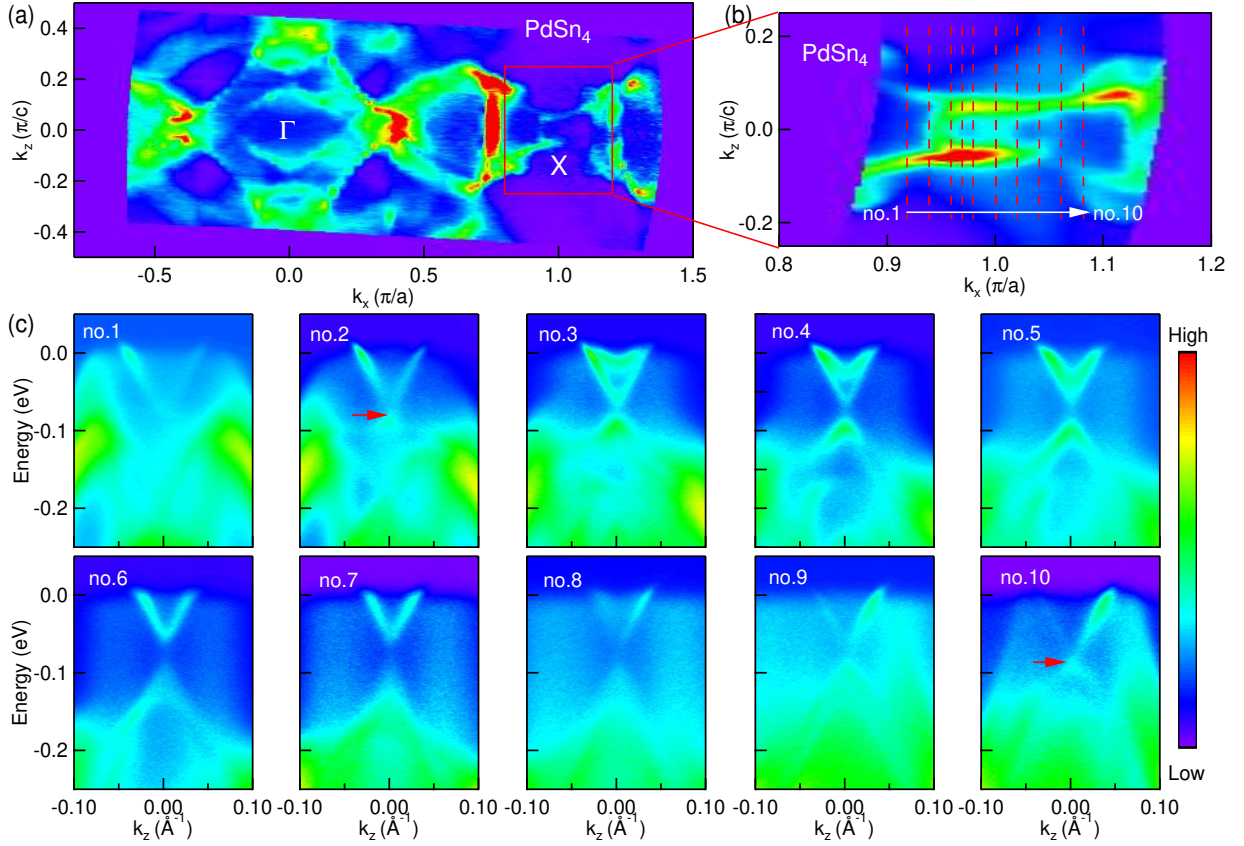 (a)
PdSn4
Γ
X
0.4
0.2
0.0
-0.2
-0.4
kz (π/c)
-0.5
0.0
0.5
1.0
1.5
kx (π/a)
(b)
PdSn4
0.2
0.0
-0.2
kz (π/c)
no.1
no.10
0.8
0.9
1.0
1.1
1.2
kx (π/a)
(c)
no.1
no.2
no.3
no.4
no.5
0.0
-0.1
-0.2
Energy (eV)
no.6
no.7
no.8
no.9
no.10
0.0
-0.1
-0.2
Energy (eV)
-0.10
0.00
0.10
kz (Å-1)
0.00
0.10
kz (Å-1)
0.00
0.10
kz (Å-1)
-0.10
0.00
0.10
kz (Å-1)
-0.10
0.00
0.10
kz (Å-1)
High
Low